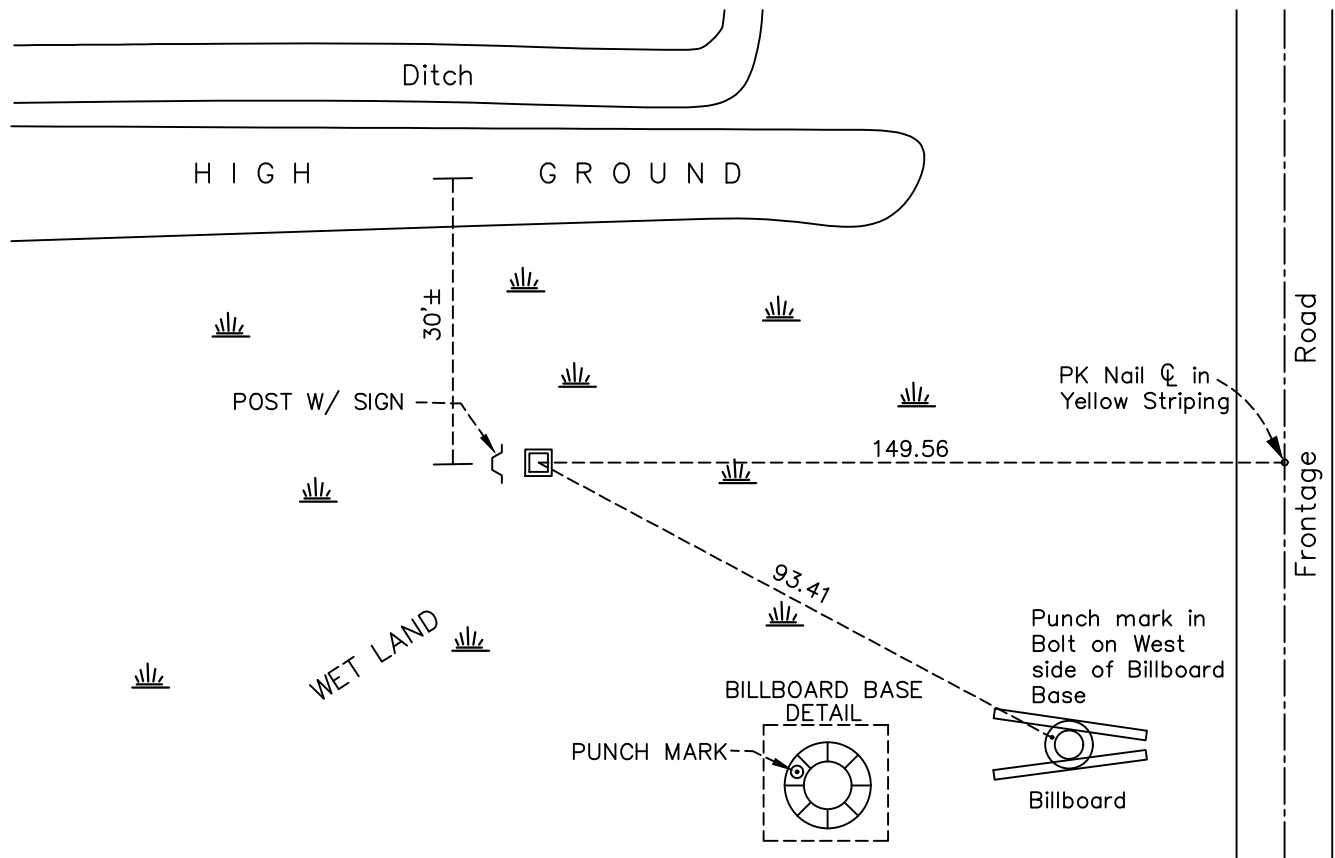 Ditch
HIGH GROUND
30'±
POST W/ SIGN
PK Nail ℄ in
Yellow Striping
149.56
Frontage Road
93.41
WET LAND
Punch mark in
Bolt on West
side of Billboard
Base
BILLBOARD BASE
DETAIL
PUNCH MARK
Billboard